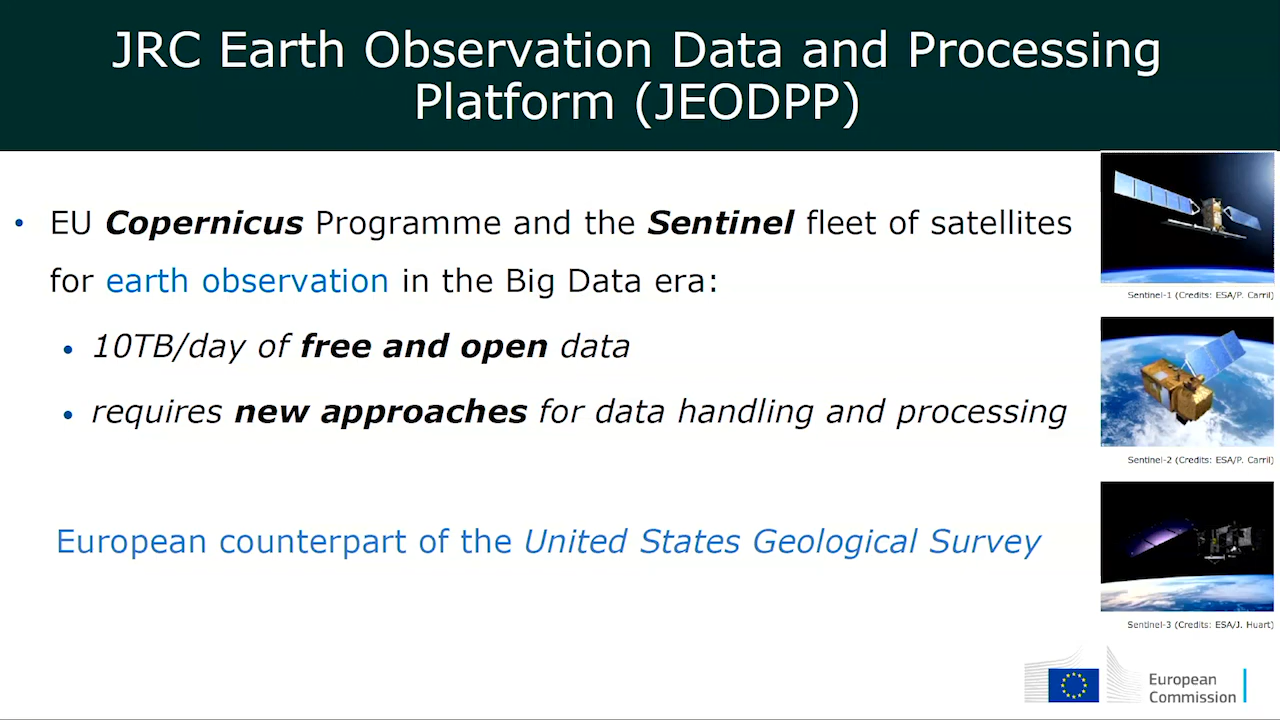 JRC Earth Observation Data and Processing
Platform (JEODPP)
• EU Copernicus Programme and the Sentinel fleet of satellites
for earth observation in the Big Data era:
• 10TB/day of free and open data
• requires new approaches for data handling and processing
European counterpart of the United States Geological Survey
Sentinel-1 (Credits: ESA/P. Carril)
Sentinel-2 (Credits: ESA/P. Carril)
Sentinel-3 (Credits: ESA/J. Huart)
European
Commission